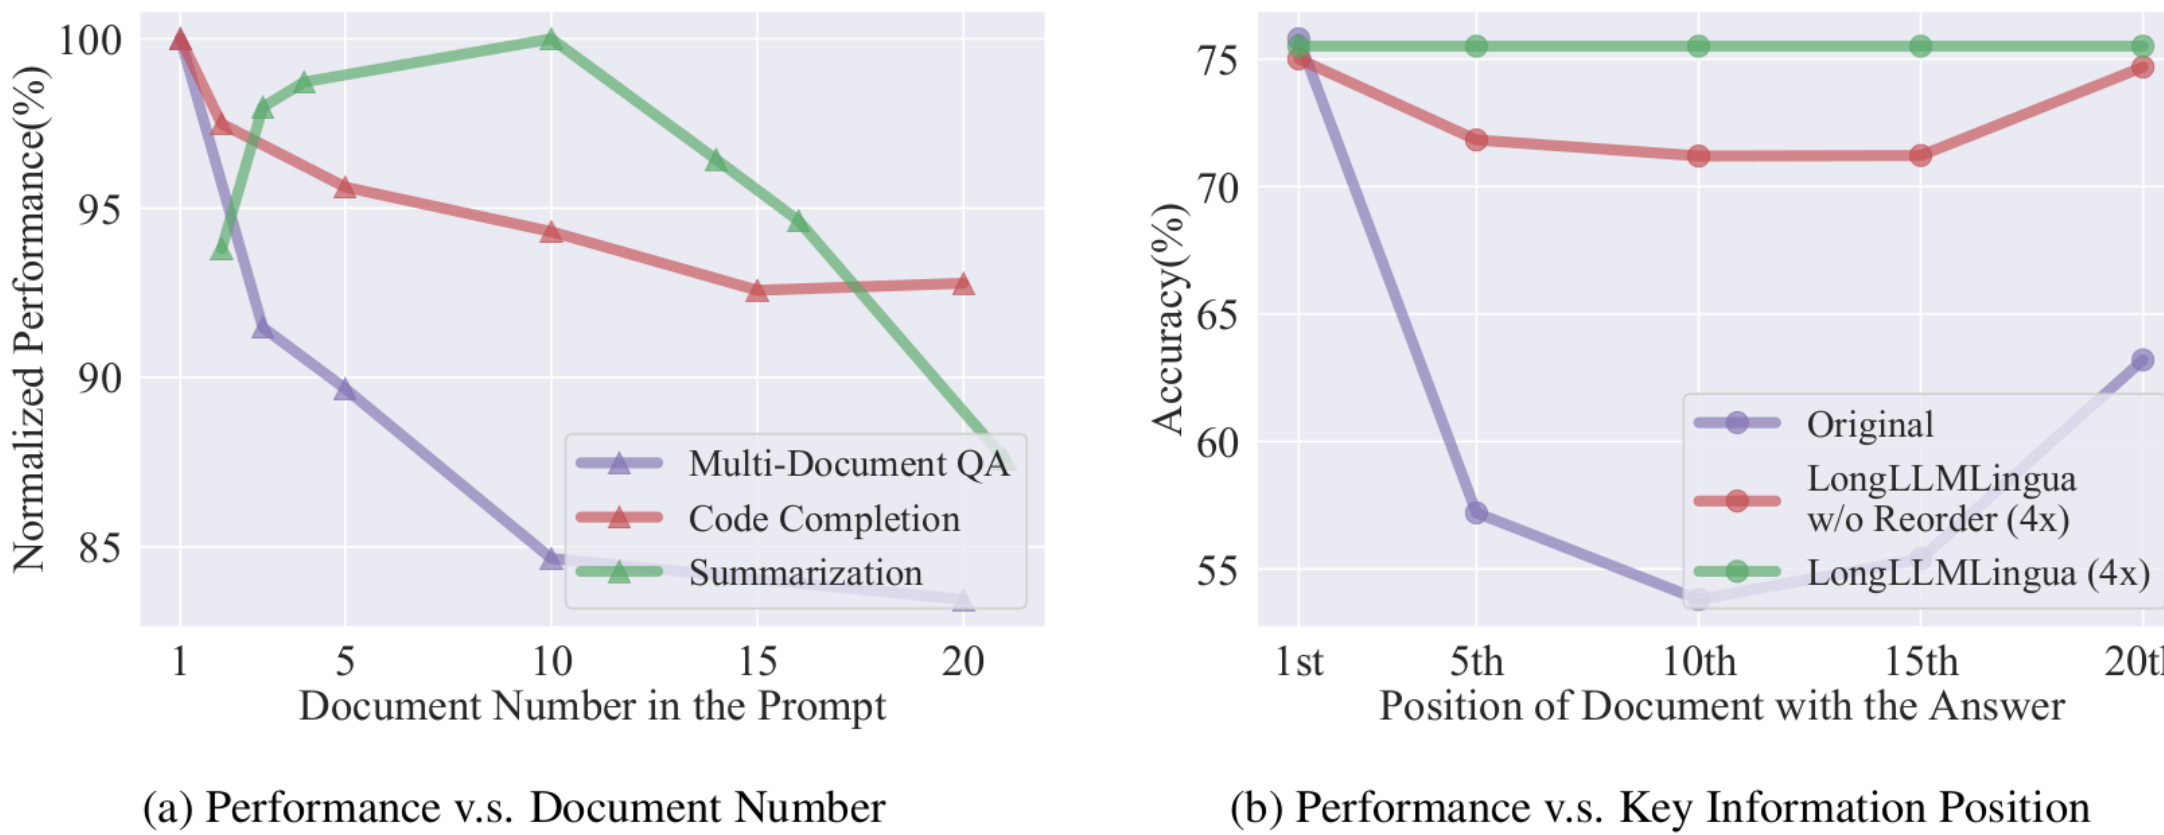 Normalized Performance(%)
100
95
90
85
1 5 10 15 20
Document Number in the Prompt
Multi-Document QA
Code Completion
Summarization
(a) Performance v.s. Document Number
Accuracy(%)
75
70
65
60
55
1st 5th 10th 15th 20th
Position of Document with the Answer
Original
LongLLMLingua
w/o Reorder (4x)
LongLLMLingua (4x)
(b) Performance v.s. Key Information Position